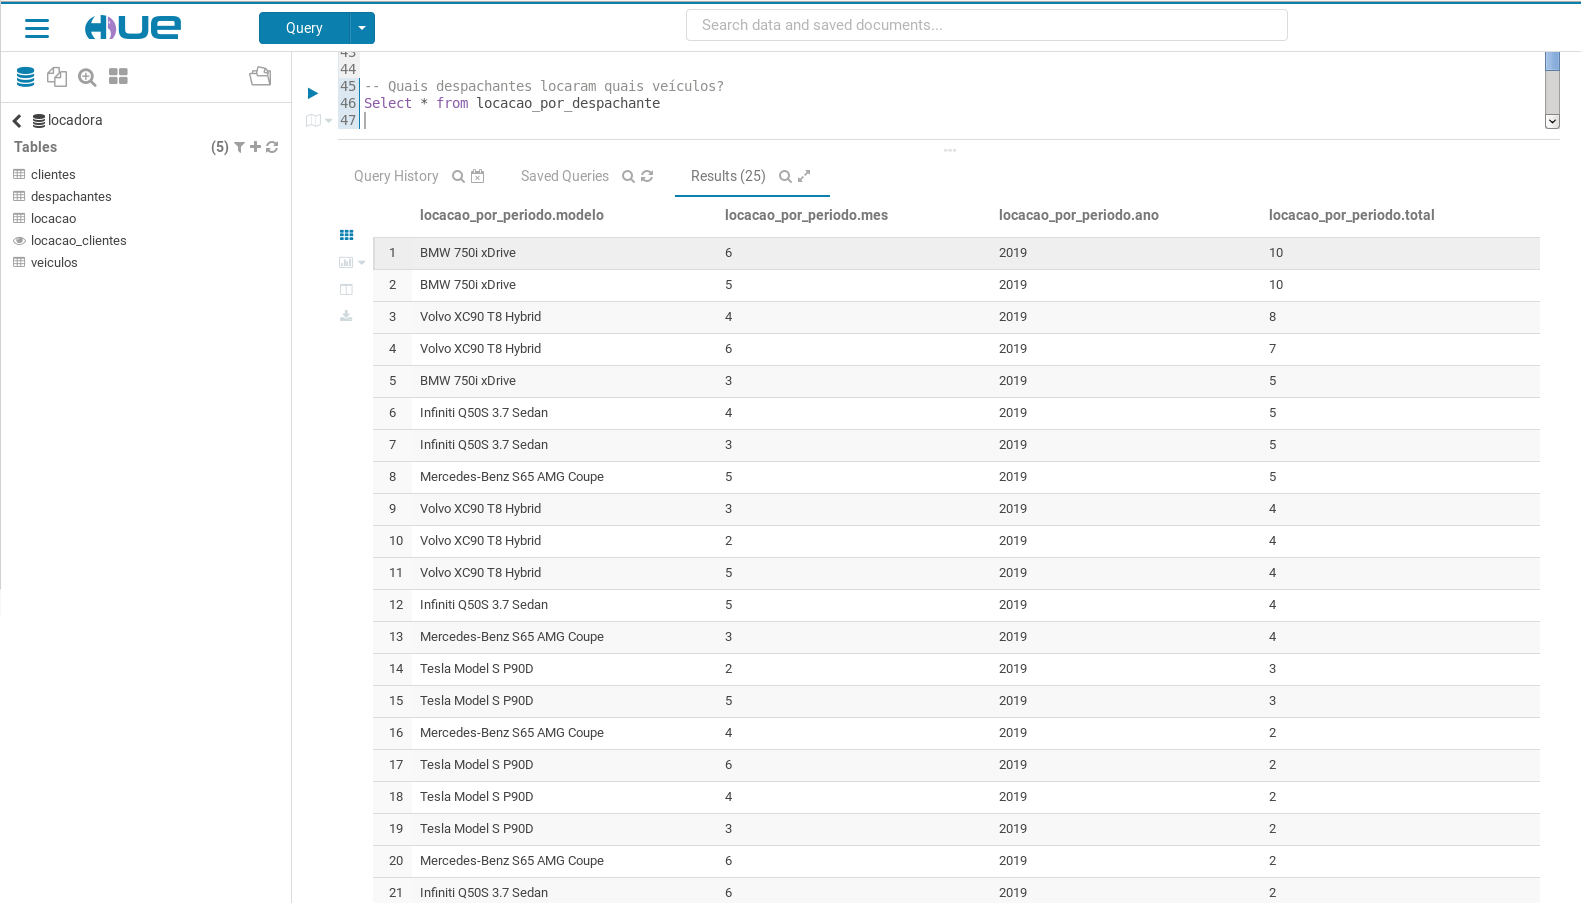 HUE
Query
Search data and saved documents...
locadora
Tables (5)
clientes
despachantes
locacao
locacao_clientes
veiculos
43
44
45 -- Quais despachantes locaram quais veículos?
46 Select * from locacao_por_despachante
47
Query History Saved Queries Results (25)
locacao_por_periodo.modelo locacao_por_periodo.mes locacao_por_periodo.ano locacao_por_periodo.total
1 BMW 750i xDrive 6 2019 10
2 BMW 750i xDrive 5 2019 10
3 Volvo XC90 T8 Hybrid 4 2019 8
4 Volvo XC90 T8 Hybrid 6 2019 7
5 BMW 750i xDrive 3 2019 5
6 Infiniti Q50S 3.7 Sedan 4 2019 5
7 Infiniti Q50S 3.7 Sedan 3 2019 5
8 Mercedes-Benz S65 AMG Coupe 5 2019 5
9 Volvo XC90 T8 Hybrid 3 2019 4
10 Volvo XC90 T8 Hybrid 2 2019 4
11 Volvo XC90 T8 Hybrid 5 2019 4
12 Infiniti Q50S 3.7 Sedan 5 2019 4
13 Mercedes-Benz S65 AMG Coupe 3 2019 4
14 Tesla Model S P90D 2 2019 3
15 Tesla Model S P90D 5 2019 3
16 Mercedes-Benz S65 AMG Coupe 4 2019 2
17 Tesla Model S P90D 6 2019 2
18 Tesla Model S P90D 4 2019 2
19 Tesla Model S P90D 3 2019 2
20 Mercedes-Benz S65 AMG Coupe 6 2019 2
21 Infiniti Q50S 3.7 Sedan 6 2019 2